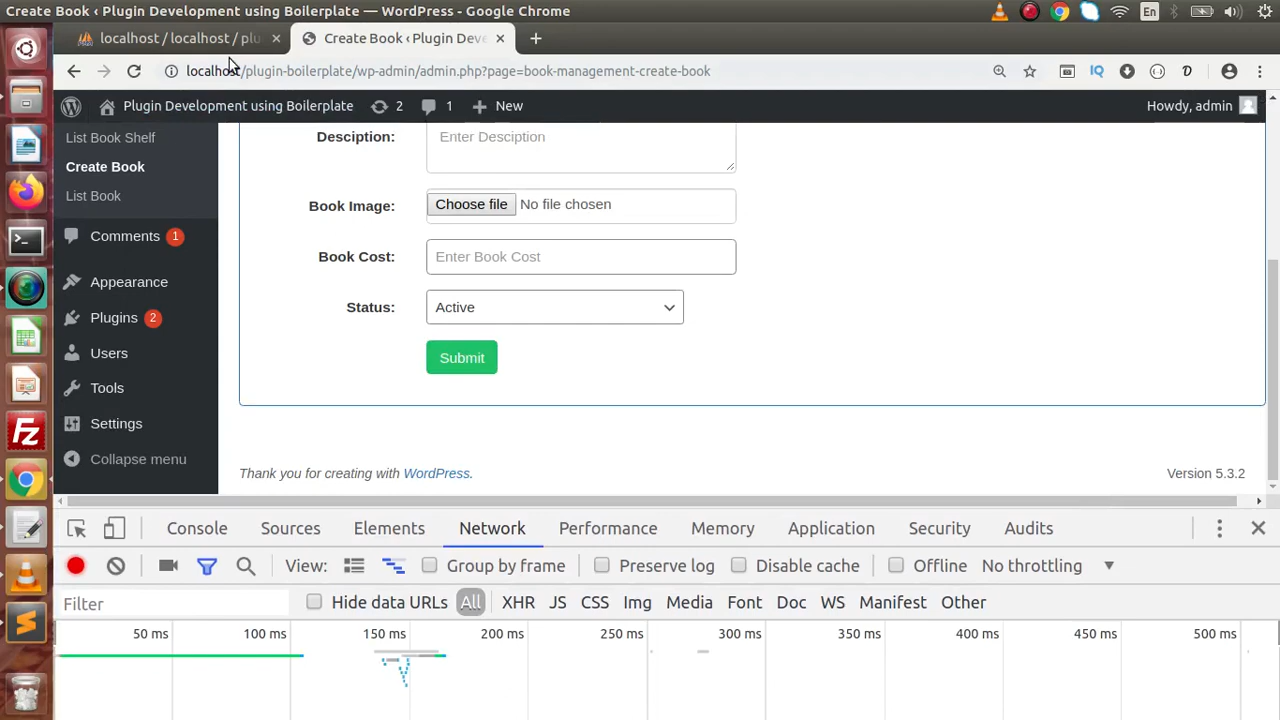 Create Book ‹ Plugin Development using Boilerplate — WordPress - Google Chrome
En
localhost / localhost / plu
Create Book ‹ Plugin Deve
localhost/plugin-boilerplate/wp-admin/admin.php?page=book-management-create-book
IQ
Plugin Development using Boilerplate
2
1
New
Howdy, admin
List Book Shelf
Create Book
List Book
Comments 1
Appearance
Plugins 2
Users
Tools
Settings
Collapse menu
Desciption:
Enter Desciption
Book Image:
Choose file No file chosen
Book Cost:
Enter Book Cost
Status:
Active
Submit
Thank you for creating with WordPress.
Version 5.3.2
Console Sources Elements Network Performance Memory Application Security Audits
View: Group by frame Preserve log Disable cache Offline No throttling
Filter
Hide data URLs All XHR JS CSS Img Media Font Doc WS Manifest Other
50 ms 100 ms 150 ms 200 ms 250 ms 300 ms 350 ms 400 ms 450 ms 500 ms